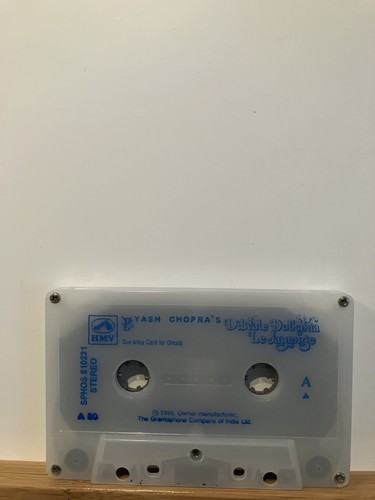 HMV
YASH CHOPRA'S
Dilwale Dulhania
Le Jayenge
See inlay Card for Details
SPHOS 610221
STEREO
A
A 80
Ⓟ 1995. Owner manufacturer,
The Gramophone Company of India Ltd.